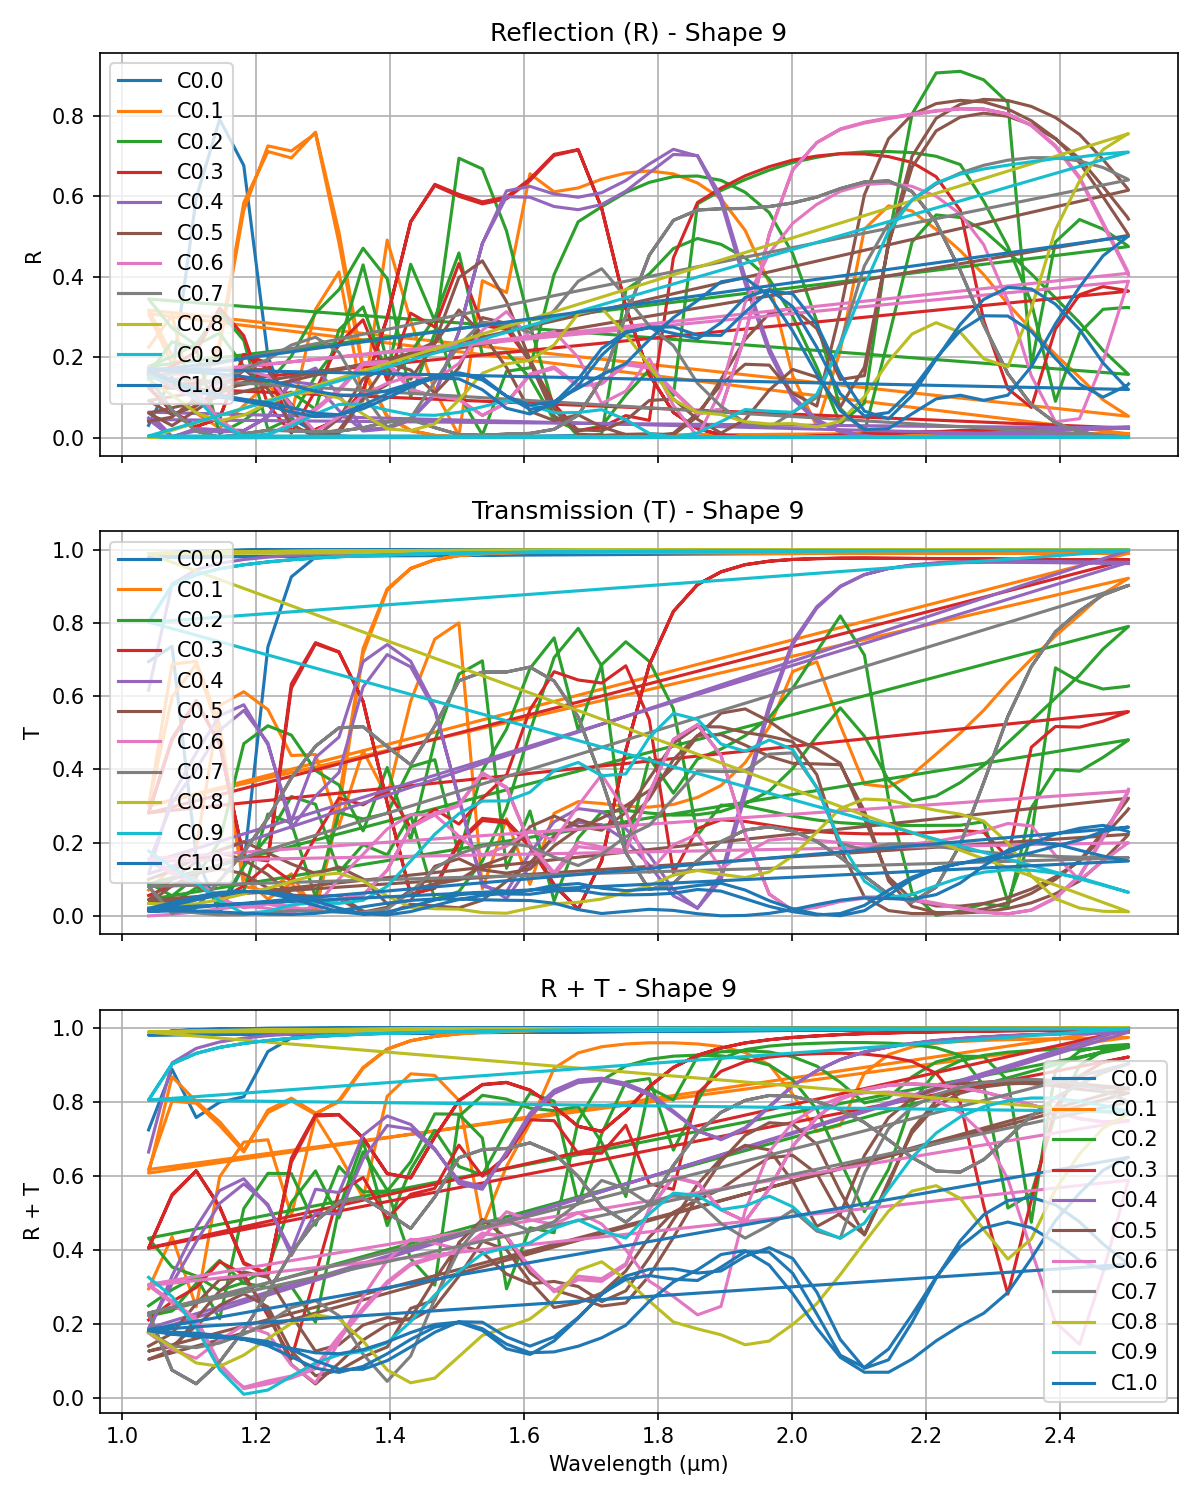 Reflection (R) - Shape 9
0.8
0.6
0.4
0.2
0.0
R
C0.0
C0.1
C0.2
C0.3
C0.4
C0.5
C0.6
C0.7
C0.8
C0.9
C1.0
Transmission (T) - Shape 9
1.0
0.8
0.6
0.4
0.2
0.0
T
C0.0
C0.1
C0.2
C0.3
C0.4
C0.5
C0.6
C0.7
C0.8
C0.9
C1.0
R + T - Shape 9
1.0
0.8
0.6
0.4
0.2
0.0
R + T
C0.0
C0.1
C0.2
C0.3
C0.4
C0.5
C0.6
C0.7
C0.8
C0.9
C1.0
1.0 1.2 1.4 1.6 1.8 2.0 2.2 2.4
Wavelength (μm)